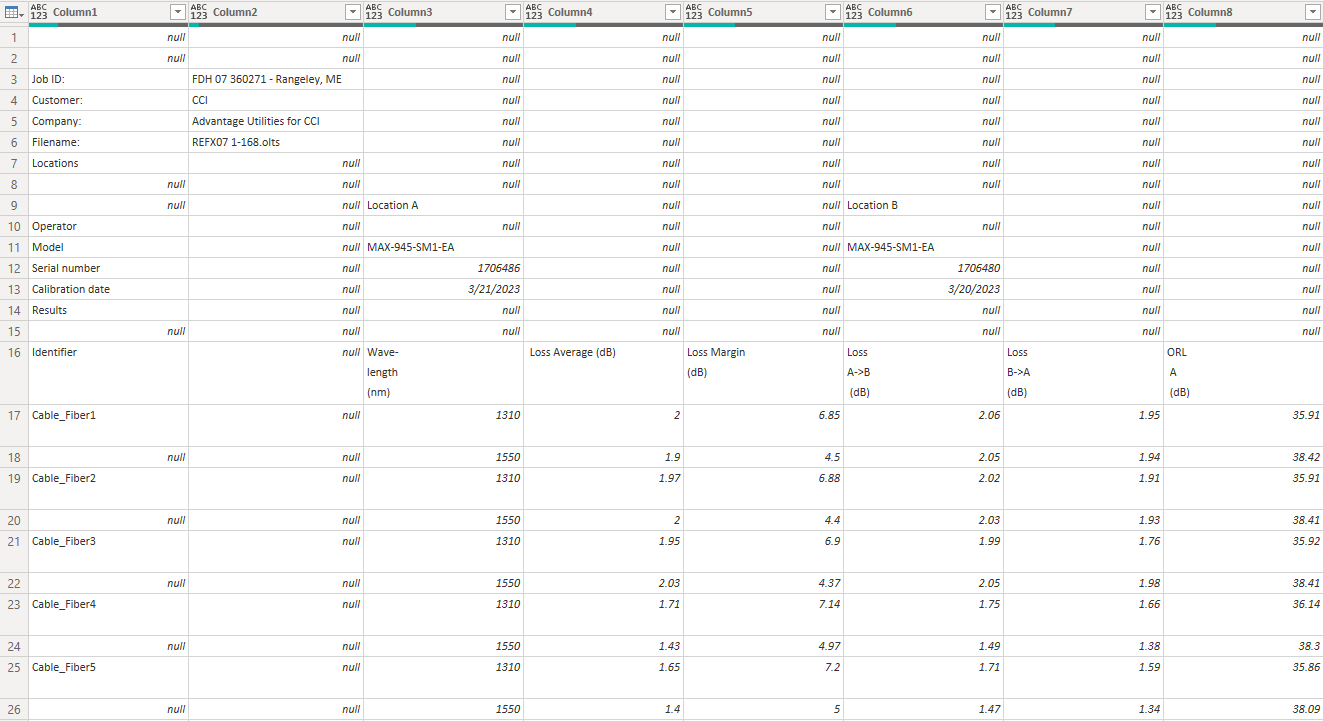 ABC 123 Column1 ABC 123 Column2 ABC 123 Column3 ABC 123 Column4 ABC 123 Column5 ABC 123 Column6 ABC 123 Column7 ABC 123 Column8
1 null null null null null null null null
2 null null null null null null null null
3 Job ID: FDH 07 360271 - Rangeley, ME null null null null null null
4 Customer: CCI null null null null null null
5 Company: Advantage Utilities for CCI null null null null null null
6 Filename: REFX07 1-168.olts null null null null null null
7 Locations null null null null null null null
8 null null null null null null null null
9 null null Location A null null Location B null null
10 Operator null null null null null null null
11 Model null MAX-945-SM1-EA null null MAX-945-SM1-EA null null
12 Serial number null 1706486 null null 1706480 null null
13 Calibration date null 3/21/2023 null null 3/20/2023 null null
14 Results null null null null null null null
15 null null null null null null null null
16 Identifier null Wave- Loss Average (dB) Loss Margin Loss Loss ORL
length (dB) A->B B->A A
(nm) (dB) (dB) (dB)
17 Cable_Fiber1 null 1310 2 6.85 2.06 1.95 35.91
18 null null 1550 1.9 4.5 2.05 1.94 38.42
19 Cable_Fiber2 null 1310 1.97 6.88 2.02 1.91 35.91
20 null null 1550 2 4.4 2.03 1.93 38.41
21 Cable_Fiber3 null 1310 1.95 6.9 1.99 1.76 35.92
22 null null 1550 2.03 4.37 2.05 1.98 38.41
23 Cable_Fiber4 null 1310 1.71 7.14 1.75 1.66 36.14
24 null null 1550 1.43 4.97 1.49 1.38 38.3
25 Cable_Fiber5 null 1310 1.65 7.2 1.71 1.59 35.86
26 null null 1550 1.4 5 1.47 1.34 38.09